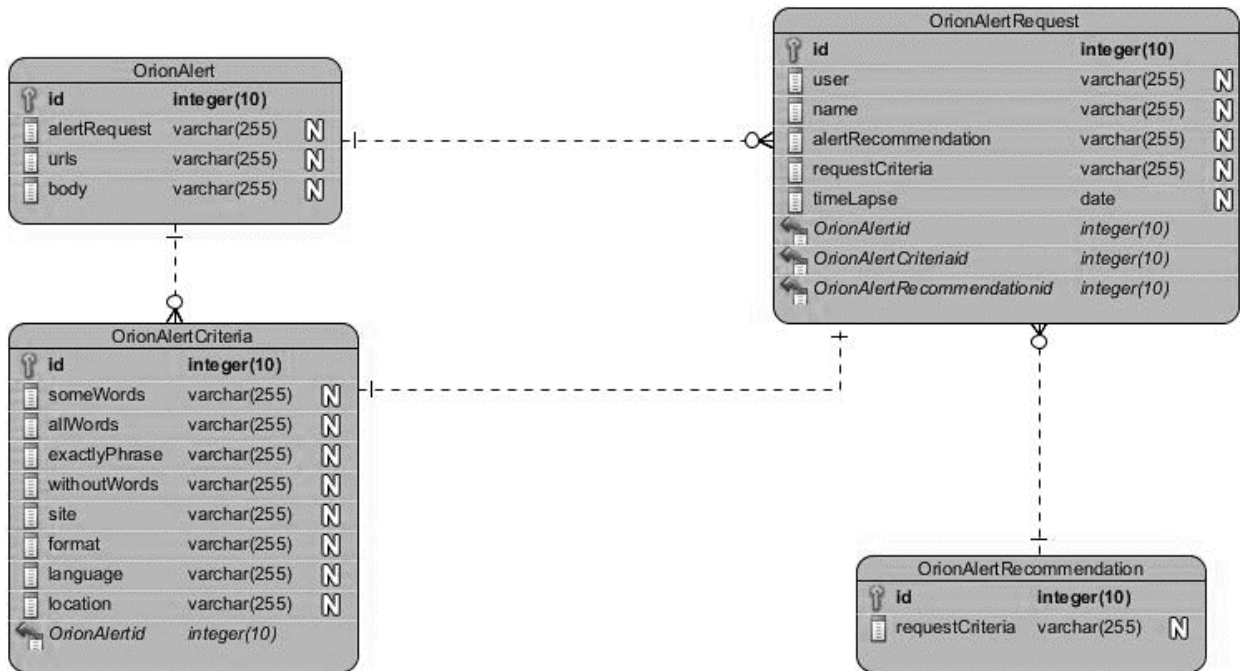 OrionAlert
id integer(10)
alertRequest varchar(255) N
urls varchar(255) N
body varchar(255) N
OrionAlertRequest
id integer(10)
user varchar(255) N
name varchar(255) N
alertRecommendation varchar(255) N
requestCriteria varchar(255) N
timeLapse date N
OrionAlertid integer(10)
OrionAlertCriteriaid integer(10)
OrionAlertRecommendationid integer(10)
OrionAlertCriteria
id integer(10)
someWords varchar(255) N
allWords varchar(255) N
exactlyPhrase varchar(255) N
withoutWords varchar(255) N
site varchar(255) N
format varchar(255) N
language varchar(255) N
location varchar(255) N
OrionAlertid integer(10)
OrionAlertRecommendation
id integer(10)
requestCriteria varchar(255) N